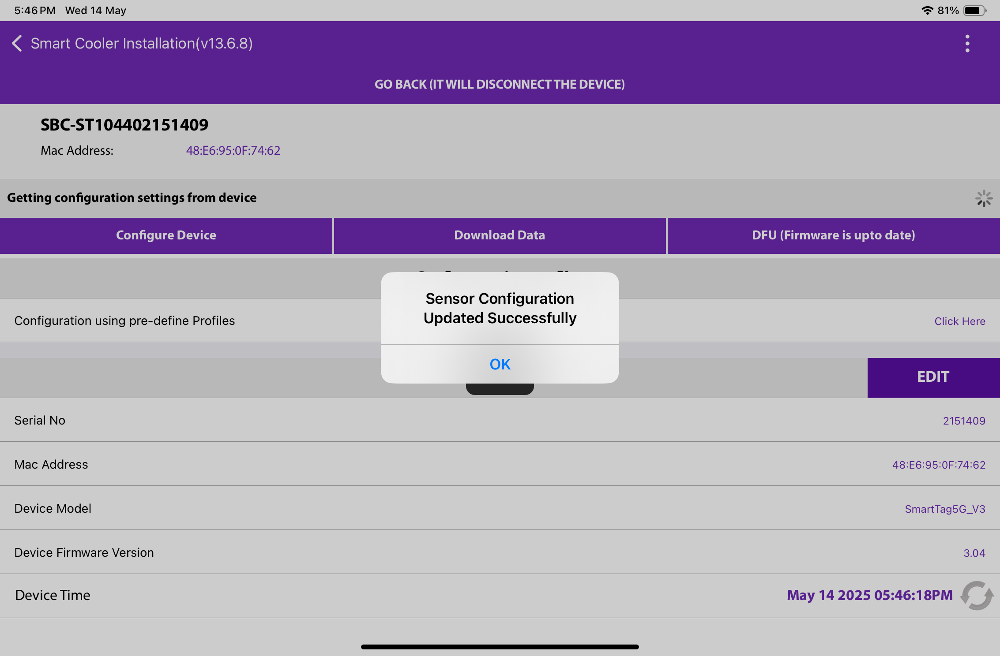 5:46 PM Wed 14 May
81%
Smart Cooler Installation(v13.6.8)
GO BACK (IT WILL DISCONNECT THE DEVICE)
SBC-ST104402151409
Mac Address: 48:E6:95:0F:74:62
Getting configuration settings from device
Configure Device
Download Data
DFU (Firmware is upto date)
Sensor Configuration
Updated Successfully
OK
Configuration using pre-define Profiles
Click Here
EDIT
Serial No 2151409
Mac Address 48:E6:95:0F:74:62
Device Model SmartTag5G_V3
Device Firmware Version 3.04
Device Time May 14 2025 05:46:18PM